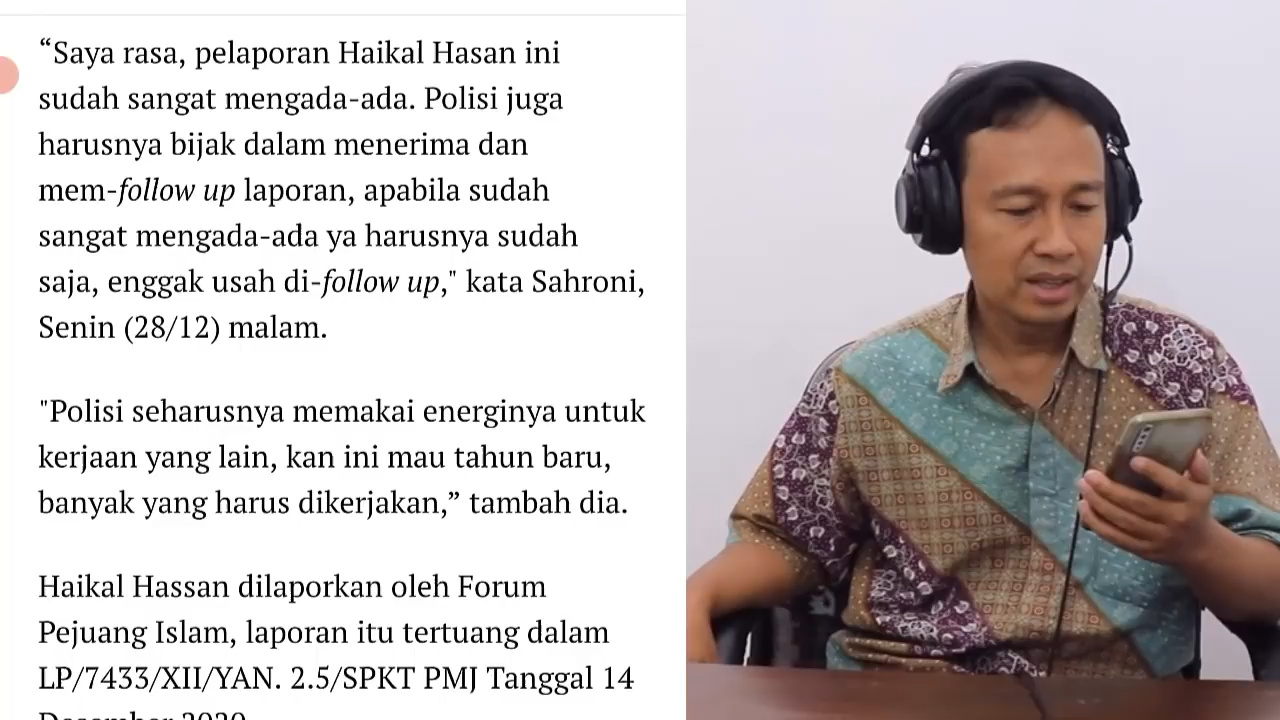 “Saya rasa, pelaporan Haikal Hasan ini
sudah sangat mengada-ada. Polisi juga
harusnya bijak dalam menerima dan
mem-follow up laporan, apabila sudah
sangat mengada-ada ya harusnya sudah
saja, enggak usah di-follow up," kata Sahroni,
Senin (28/12) malam.
"Polisi seharusnya memakai energinya untuk
kerjaan yang lain, kan ini mau tahun baru,
banyak yang harus dikerjakan,” tambah dia.
Haikal Hassan dilaporkan oleh Forum
Pejuang Islam, laporan itu tertuang dalam
LP/7433/XII/YAN. 2.5/SPKT PMJ Tanggal 14
Desember 2020